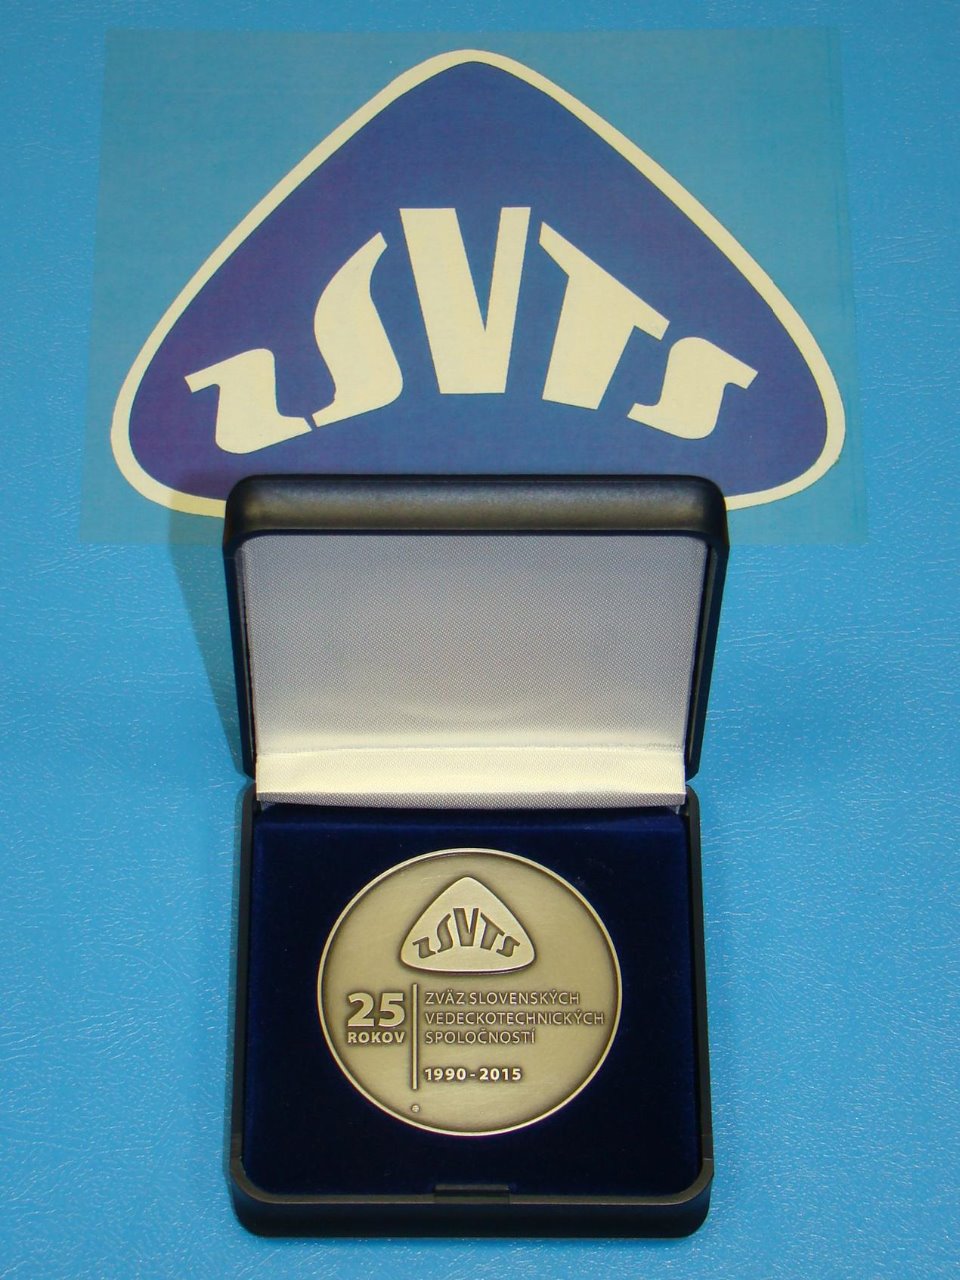 ZSVTS
ZSVTS
25
ROKOV
ZVÄZ SLOVENSKÝCH
VEDECKOTECHNICKÝCH
SPOLOČNOSTÍ
1990-2015